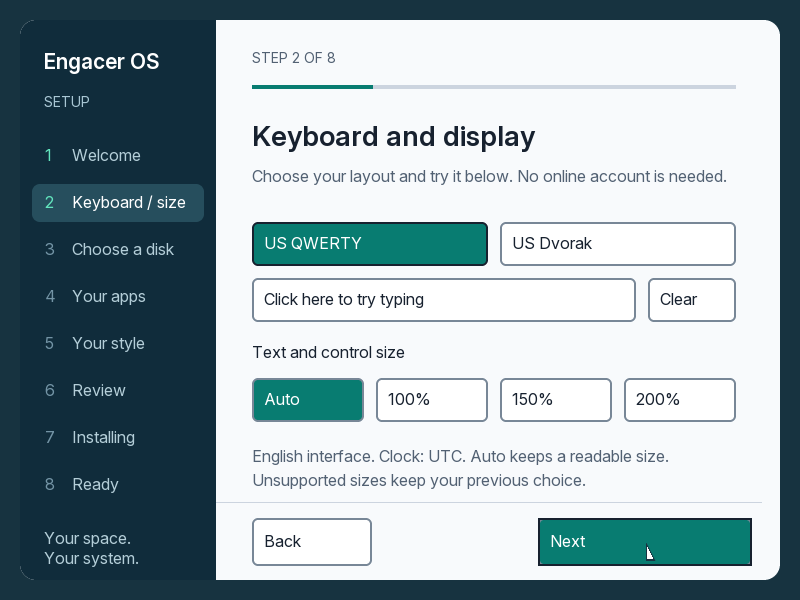 Engacer OS
SETUP
1 Welcome
2 Keyboard / size
3 Choose a disk
4 Your apps
5 Your style
6 Review
7 Installing
8 Ready
Your space.
Your system.
STEP 2 OF 8
Keyboard and display
Choose your layout and try it below. No online account is needed.
US QWERTY
US Dvorak
Click here to try typing
Clear
Text and control size
Auto
100%
150%
200%
English interface. Clock: UTC. Auto keeps a readable size.
Unsupported sizes keep your previous choice.
Back
Next